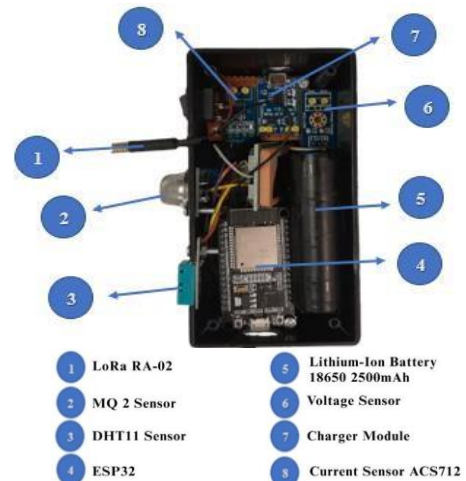 8
7
6
1
5
2
4
3
1 LoRa RA-02
2 MQ 2 Sensor
3 DHT11 Sensor
4 ESP32
5 Lithium-Ion Battery
18650 2500mAh
6 Voltage Sensor
7 Charger Module
8 Current Sensor ACS712